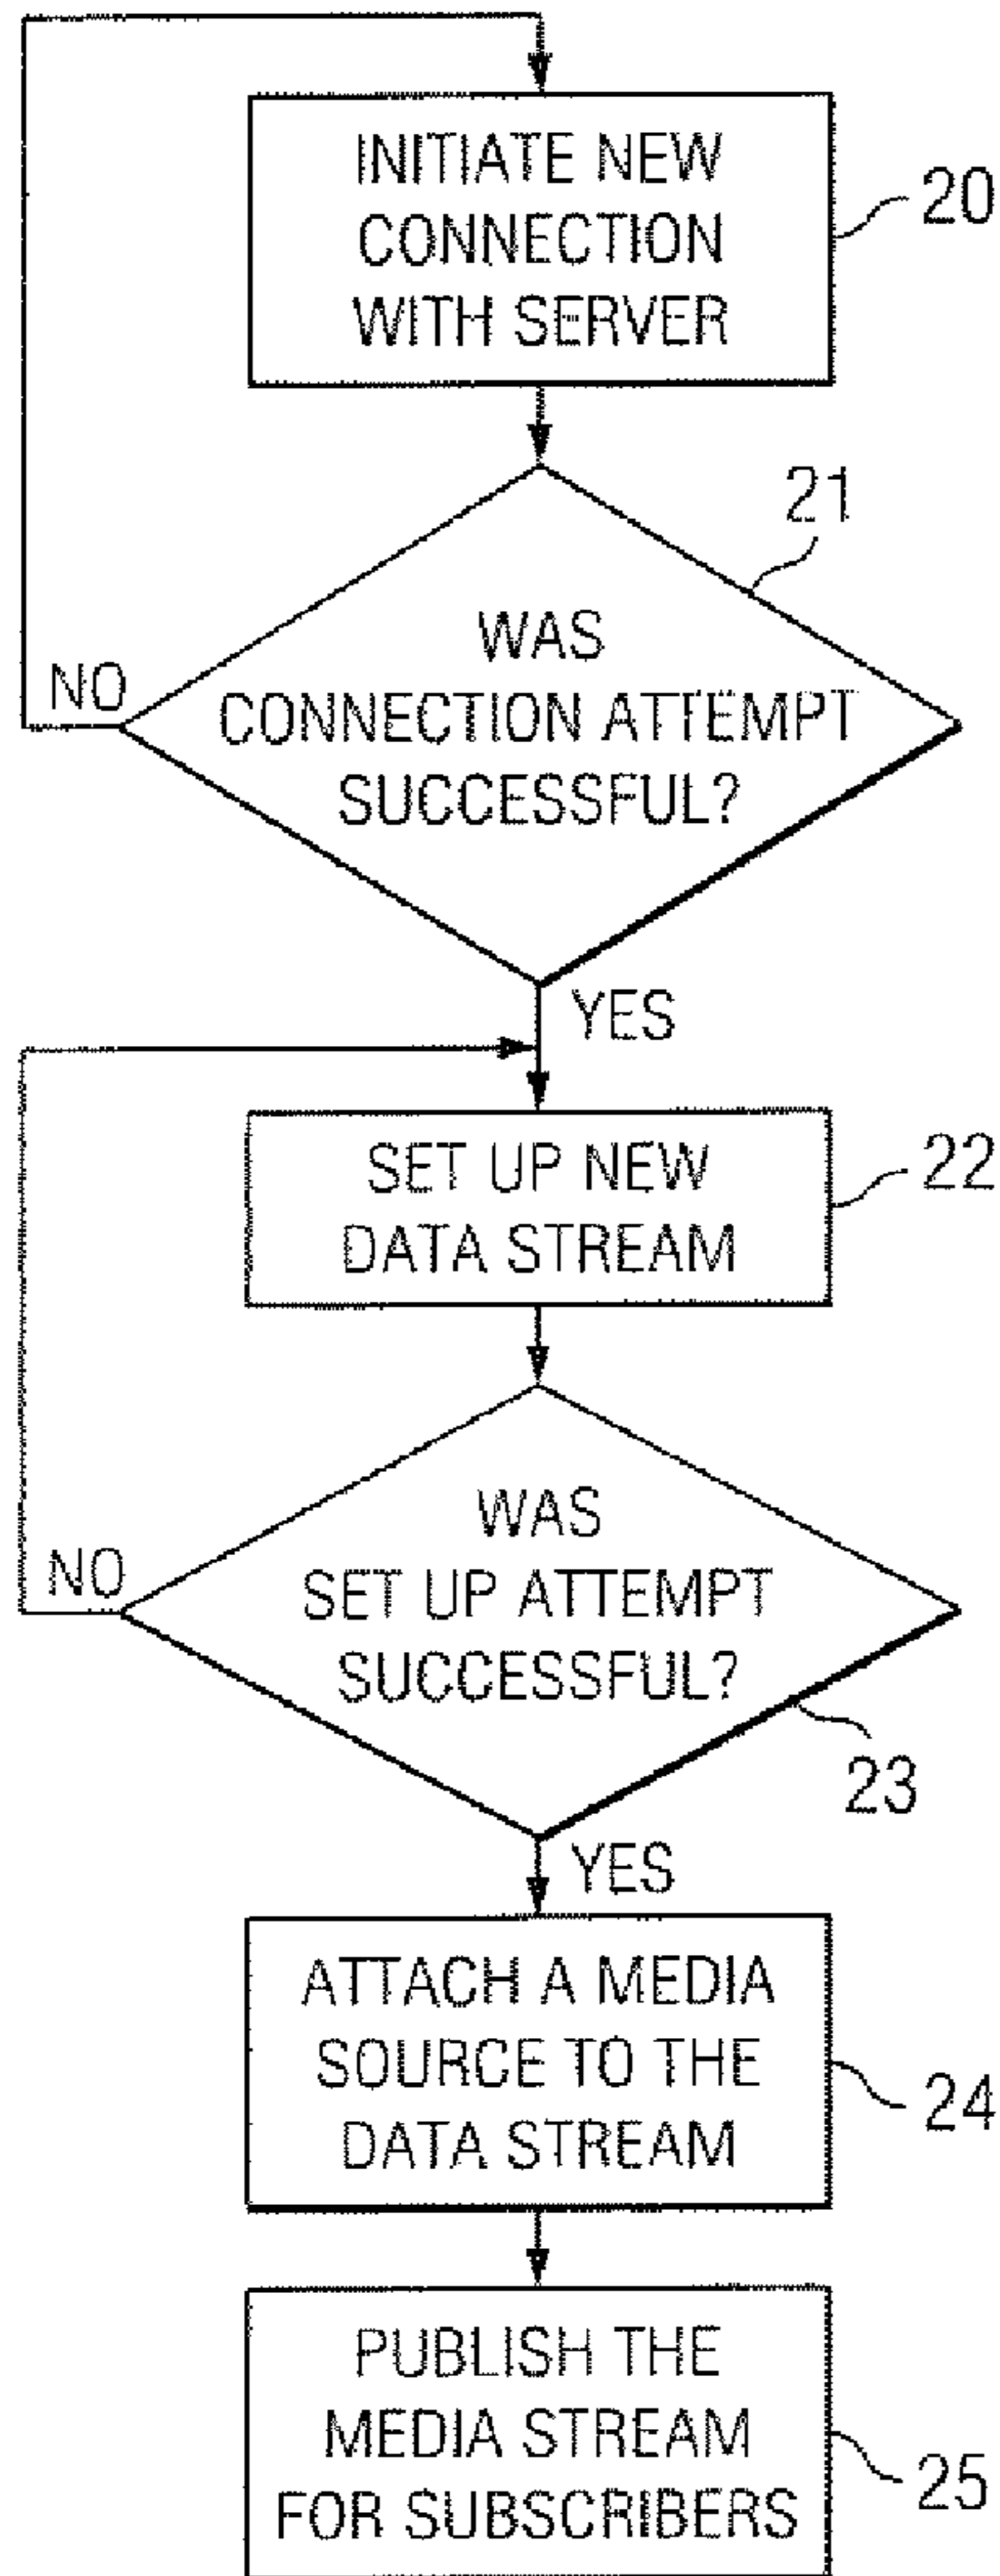 INITIATE NEW
CONNECTION
WITH SERVER
20
21
WAS
CONNECTION ATTEMPT
SUCCESSFUL?
NO
YES
SET UP NEW
DATA STREAM
22
WAS
SET UP ATTEMPT
SUCCESSFUL?
NO
23
YES
ATTACH A MEDIA
SOURCE TO THE
DATA STREAM
24
PUBLISH THE
MEDIA STREAM
FOR SUBSCRIBERS
25